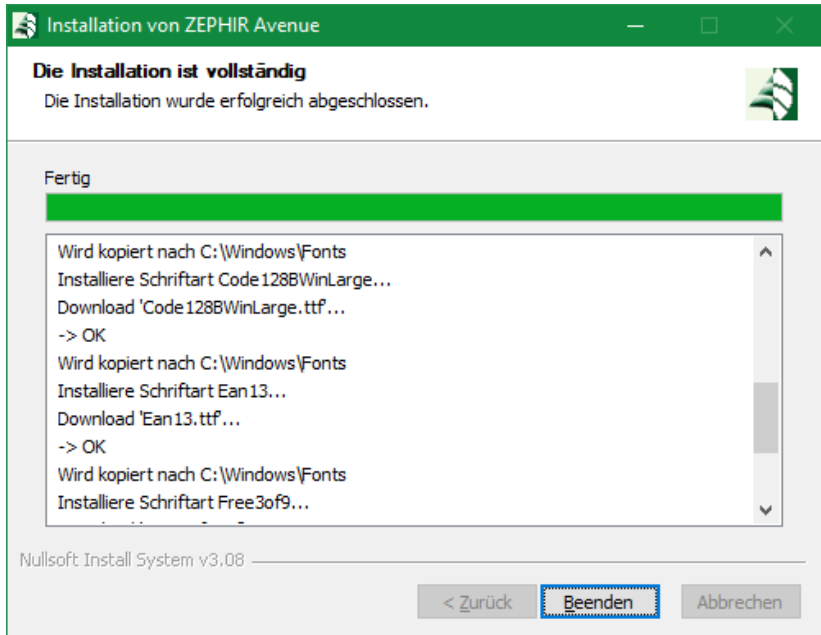 Installation von ZEPHIR Avenue
Die Installation ist vollständig
Die Installation wurde erfolgreich abgeschlossen.
Fertig
Wird kopiert nach C:\Windows\Fonts
Installiere Schriftart Code128BWinLarge...
Download 'Code128BWinLarge.ttf'...
-> OK
Wird kopiert nach C:\Windows\Fonts
Installiere Schriftart Ean13...
Download 'Ean13.ttf'...
-> OK
Wird kopiert nach C:\Windows\Fonts
Installiere Schriftart Free3of9...
Nullsoft Install System v3.08
< Zurück
Beenden
Abbrechen